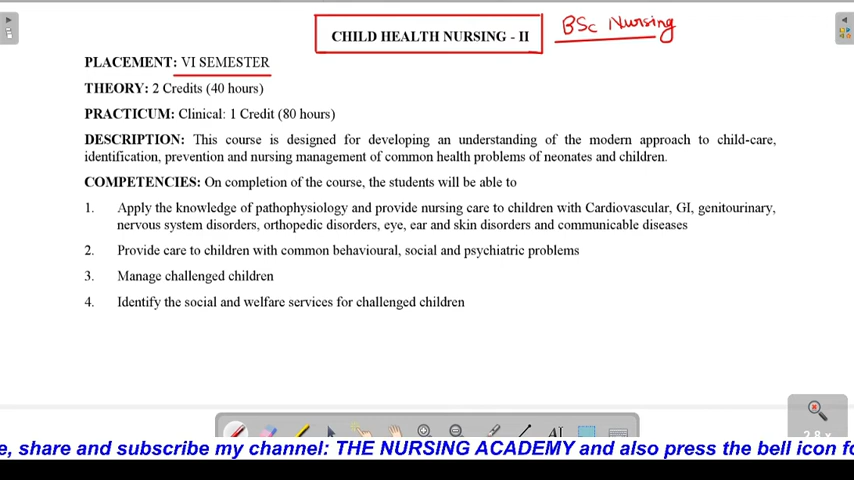 CHILD HEALTH NURSING - II
BSc Nursing
PLACEMENT: VI SEMESTER
THEORY: 2 Credits (40 hours)
PRACTICUM: Clinical: 1 Credit (80 hours)
DESCRIPTION: This course is designed for developing an understanding of the modern approach to child-care,
identification, prevention and nursing management of common health problems of neonates and children.
COMPETENCIES: On completion of the course, the students will be able to
1. Apply the knowledge of pathophysiology and provide nursing care to children with Cardiovascular, GI, genitourinary,
nervous system disorders, orthopedic disorders, eye, ear and skin disorders and communicable diseases
2. Provide care to children with common behavioural, social and psychiatric problems
3. Manage challenged children
4. Identify the social and welfare services for challenged children
2.8 x
e, share and subscribe my channel: THE NURSING ACADEMY and also press the bell icon fo